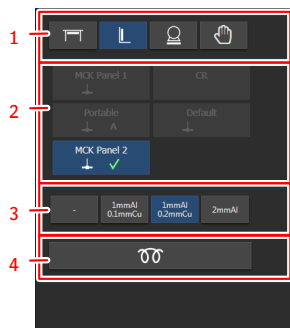 1
2
MCK Panel 1
CR
Portable
A
Default
MCK Panel 2
3
-
1mmAl
0.1mmCu
1mmAl
0.2mmCu
2mmAl
4